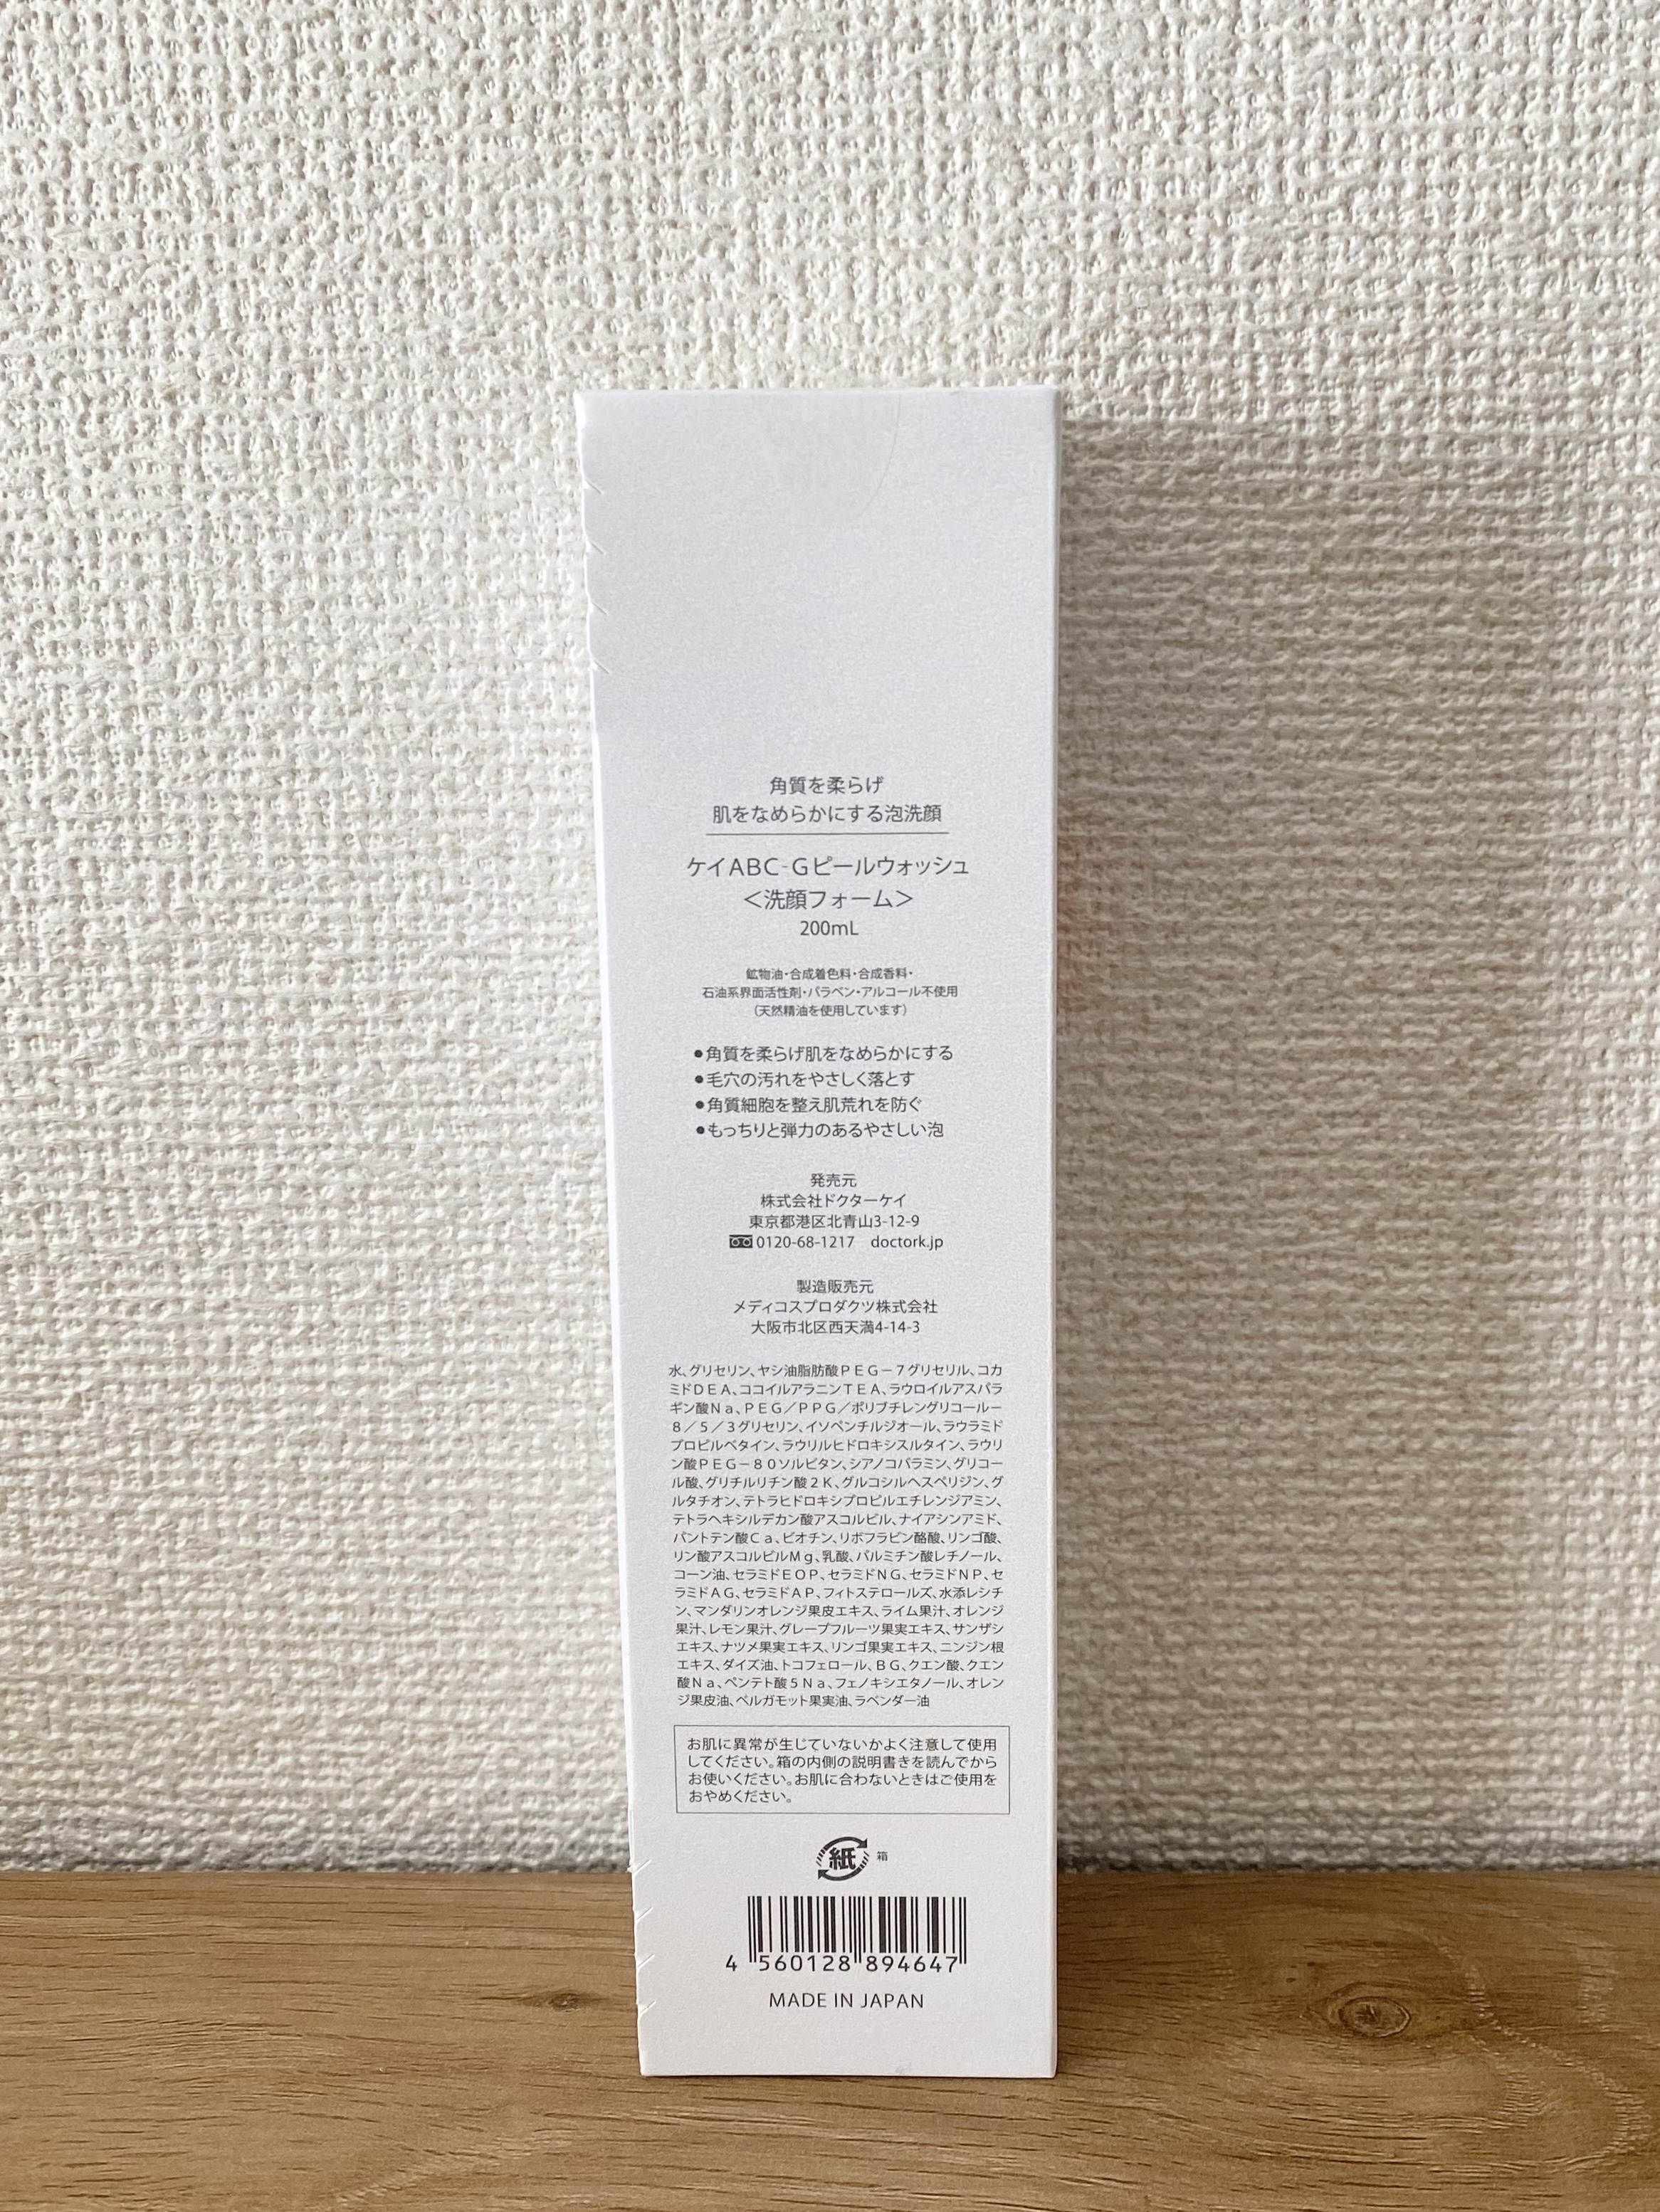 角質を柔らげ
肌をなめらかにする泡洗顔
ケイABC-Gピールウォッシュ
＜洗顔フォーム＞
200mL
鉱物油・合成着色料・合成香料・
石油系界面活性剤・パラベン・アルコール不使用
(天然精油を使用しています)
●角質を柔らげ肌をなめらかにする
●毛穴の汚れをやさしく落とす
●角質細胞を整え肌荒れを防ぐ
●もっちりと弾力のあるやさしい泡
発売元
株式会社ドクターケイ
東京都港区北青山3-12-9
0120-68-1217 doctork.jp
製造販売元
メディコスプロダクツ株式会社
大阪市北区西天満4-14-3
水、グリセリン、ヤシ油脂肪酸ＰＥＧ－７グリセリル、コカ
ミドＤＥＡ、ココイルアラニンＴＥＡ、ラウロイルアスパラ
ギン酸Ｎａ、ＰＥＧ／ＰＰＧ／ポリブチレングリコール－
８／５／３グリセリン、イソペンチルジオール、ラウラミド
プロピルベタイン、ラウリルヒドロキシスルタイン、ラウリ
ン酸ＰＥＧ－８０ソルビタン、シアノコバラミン、グリコー
ル酸、グリチルリチン酸２Ｋ、グルコシルヘスペリジン、グ
ルタチオン、テトラヒドロキシプロピルエチレンジアミン、
テトラヘキシルデカン酸アスコルビル、ナイアシンアミド、
パントテン酸Ｃａ、ビオチン、リボフラビン酪酸、リンゴ酸、
リン酸アスコルビルＭｇ、乳酸、パルミチン酸レチノール、
コーン油、セラミドＥＯＰ、セラミドＮＧ、セラミドＮＰ、セ
ラミドＡＧ、セラミドＡＰ、フィトステロールズ、水添レシチ
ン、マンダリンオレンジ果皮エキス、ライム果汁、オレンジ
果汁、レモン果汁、グレープフルーツ果実エキス、サンザシ
エキス、ナツメ果実エキス、リンゴ果実エキス、ニンジン根
エキス、ダイズ油、トコフェロール、ＢＧ、クエン酸、クエン
酸Ｎａ、ペンテト酸５Ｎａ、フェノキシエタノール、オレン
ジ果皮油、ベルガモット果実油、ラベンダー油
お肌に異常が生じていないかよく注意して使用
してください。箱の内側の説明書きを読んでから
お使いください。お肌に合わないときはご使用を
おやめください。
紙 箱
4 560128 894647
MADE IN JAPAN